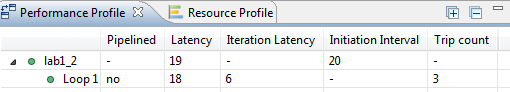 Performance Profile Resource Profile
Pipelined Latency Iteration Latency Initiation Interval Trip count
lab1_2 - 19 - 20 -
Loop 1 no 18 6 - 3